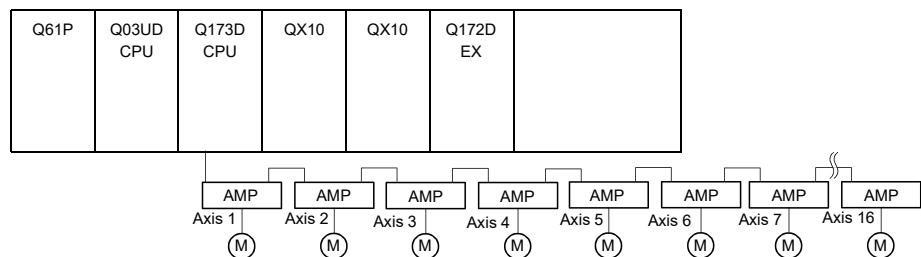 Q61P Q03UD Q173D QX10 QX10 Q172D
CPU CPU EX
AMP AMP AMP AMP AMP AMP AMP AMP
Axis 1 Axis 2 Axis 3 Axis 4 Axis 5 Axis 6 Axis 7 Axis 16
M M M M M M M M